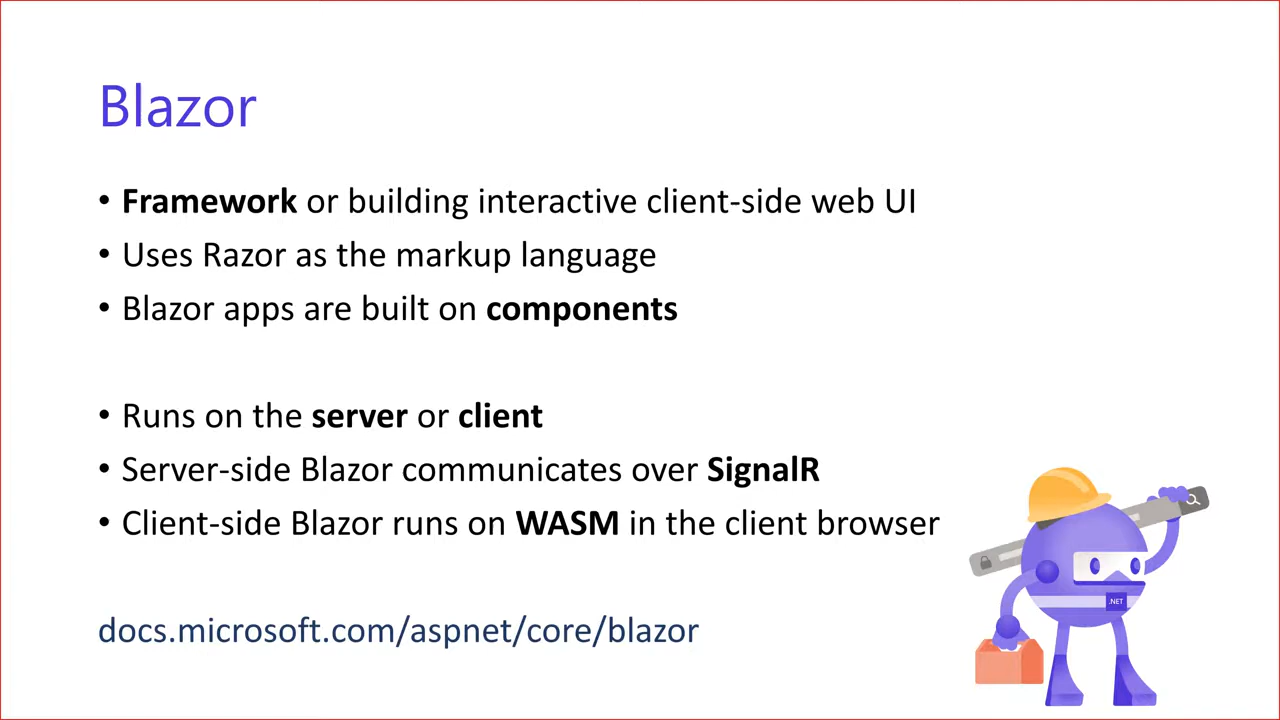 Blazor
• Framework or building interactive client-side web UI
• Uses Razor as the markup language
• Blazor apps are built on components
• Runs on the server or client
• Server-side Blazor communicates over SignalR
• Client-side Blazor runs on WASM in the client browser
.NET
docs.microsoft.com/aspnet/core/blazor